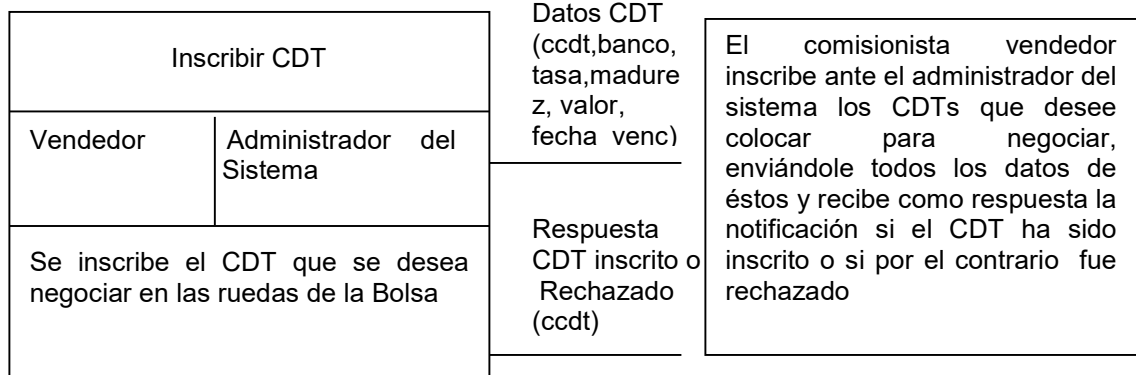 Inscribir CDT
Vendedor
Administrador del
Sistema
Se inscribe el CDT que se desea
negociar en las ruedas de la Bolsa
Datos CDT
(ccdt,banco,
tasa,madure
z, valor,
fecha venc)
Respuesta
CDT inscrito o
Rechazado
(ccdt)
El comisionista vendedor
inscribe ante el administrador del
sistema los CDTs que desee
colocar para negociar,
enviándole todos los datos de
éstos y recibe como respuesta la
notificación si el CDT ha sido
inscrito o si por el contrario fue
rechazado